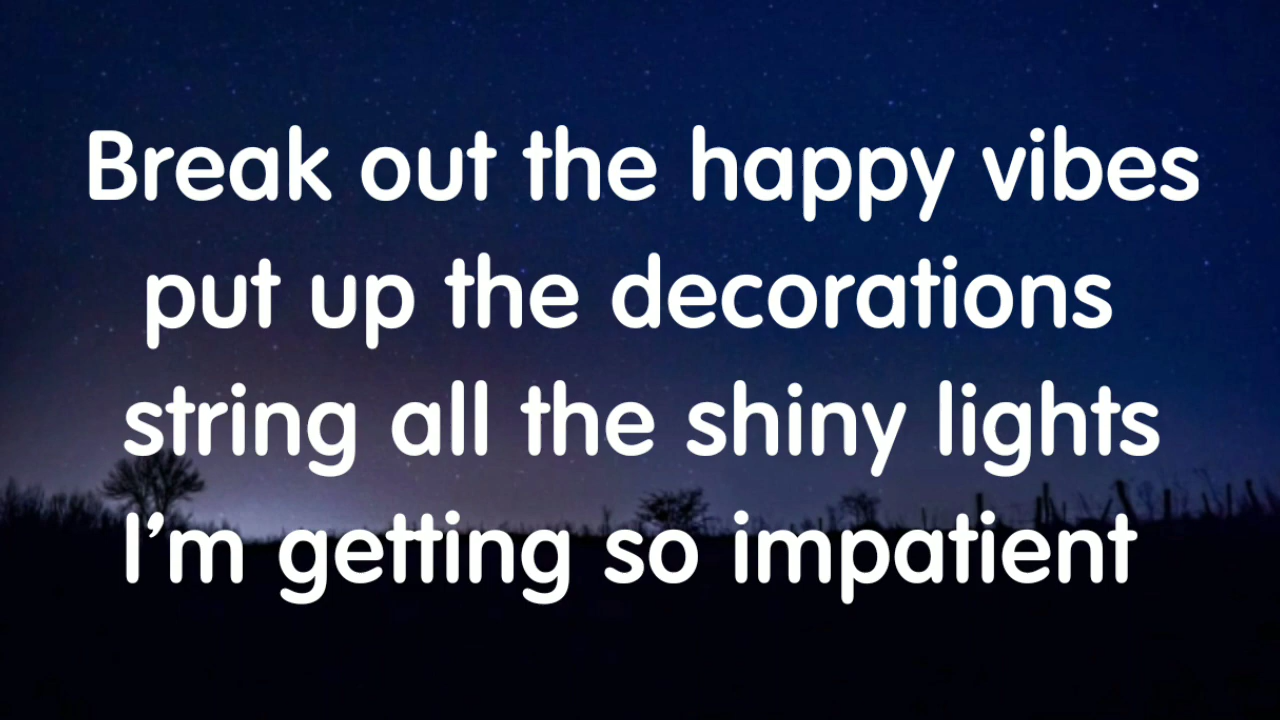 Break out the happy vibes
put up the decorations
string all the shiny lights
I’m getting so impatient